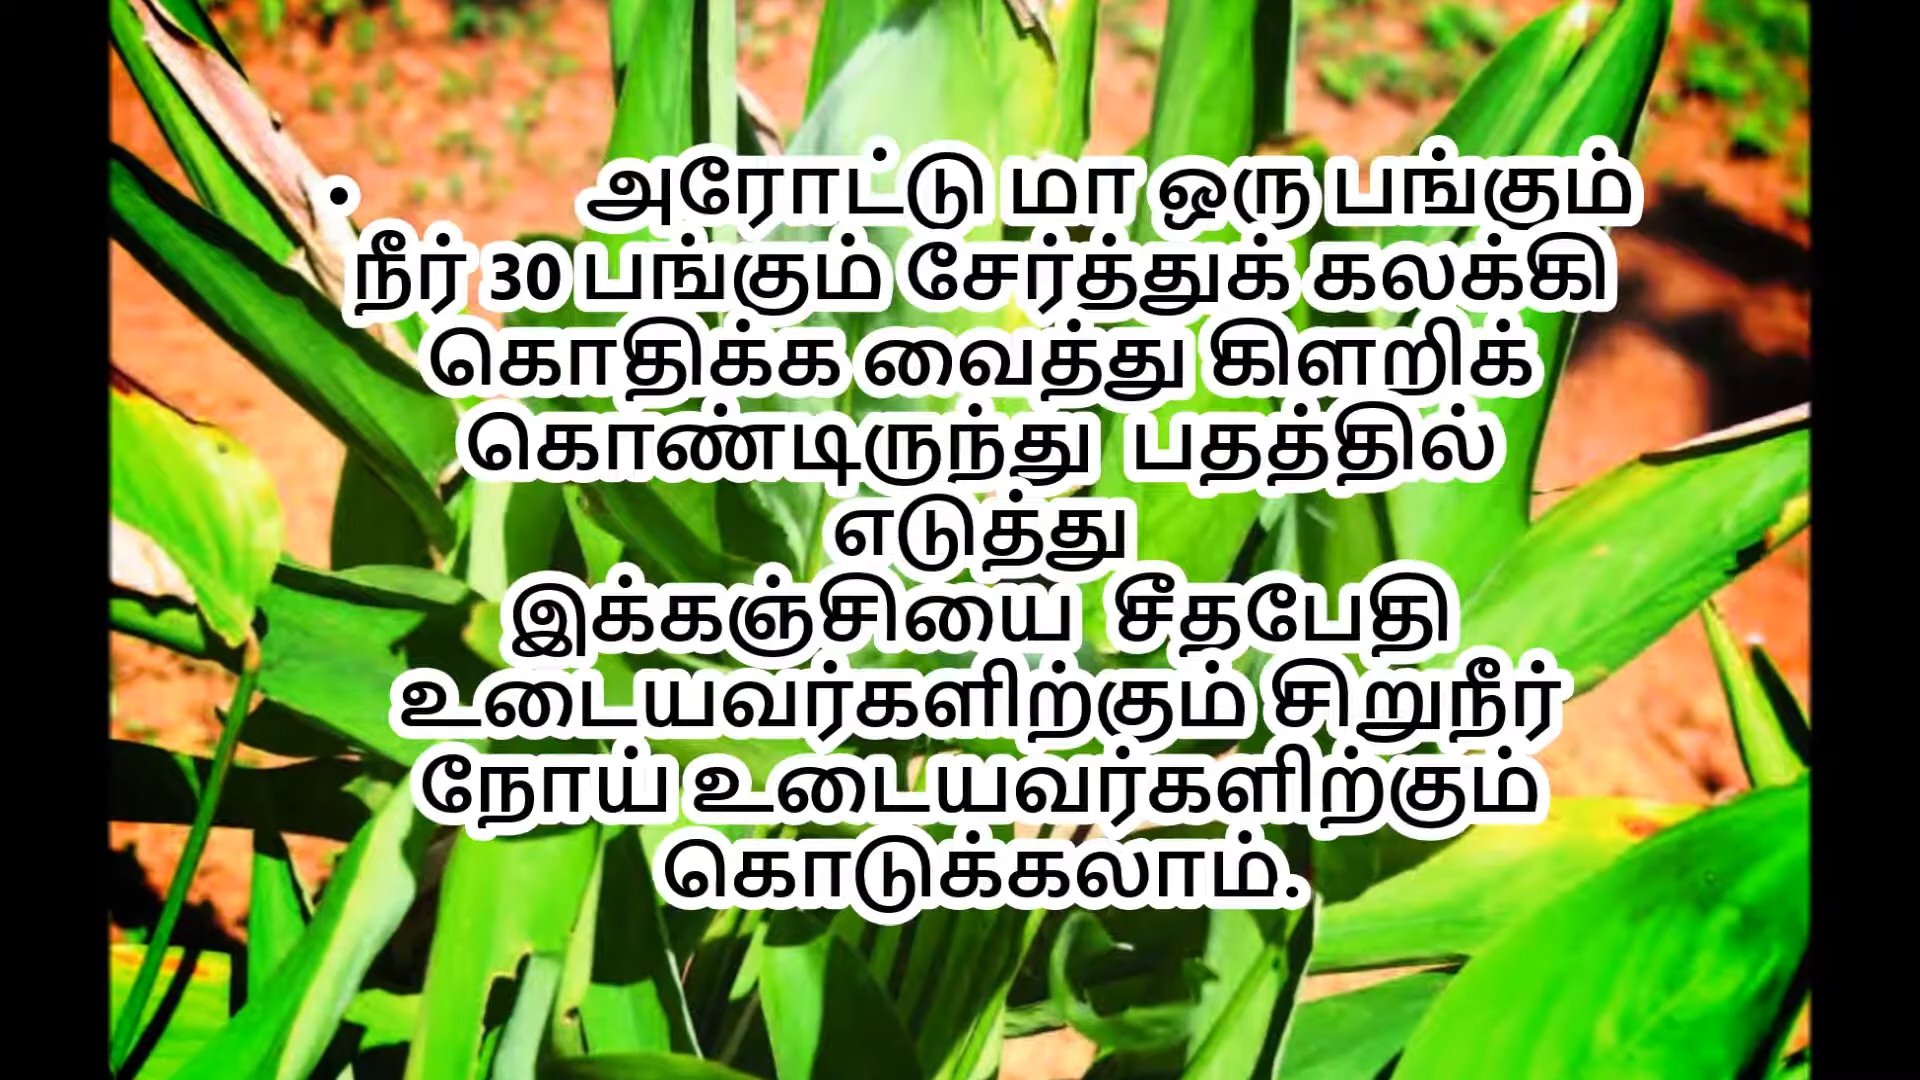 • அரோட்டு மா ஒரு பங்கும்
நீர் 30 பங்கும் சேர்த்துக் கலக்கி
கொதிக்க வைத்து கிளறிக்
கொண்டிருந்து பதத்தில்
எடுத்து
இக்கஞ்சியை சீதபேதி
உடையவர்களிற்கும் சிறுநீர்
நோய் உடையவர்களிற்கும்
கொடுக்கலாம்.